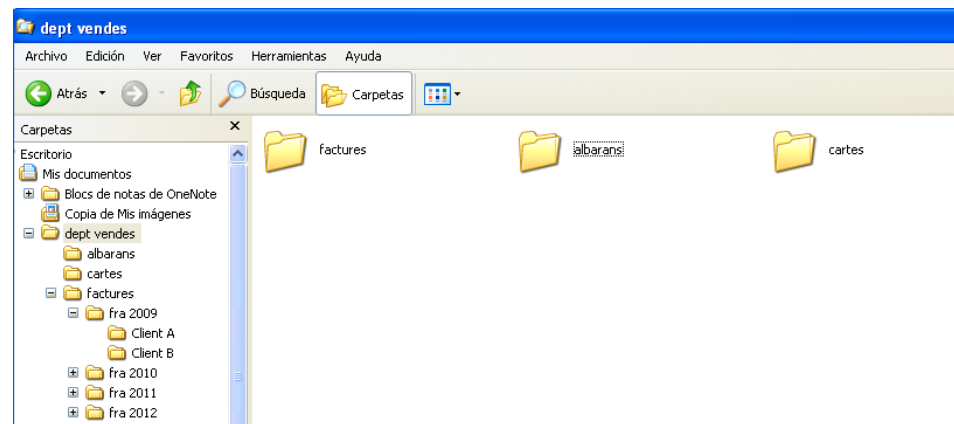 dept vendes
Archivo Edición Ver Favoritos Herramientas Ayuda
Atrás Búsqueda Carpetas
Carpetas
Escritorio
Mis documentos
Blocs de notas de OneNote
Copia de Mis imágenes
dept vendes
albarans
cartes
factures
fra 2009
Client A
Client B
fra 2010
fra 2011
fra 2012
factures albarans cartes